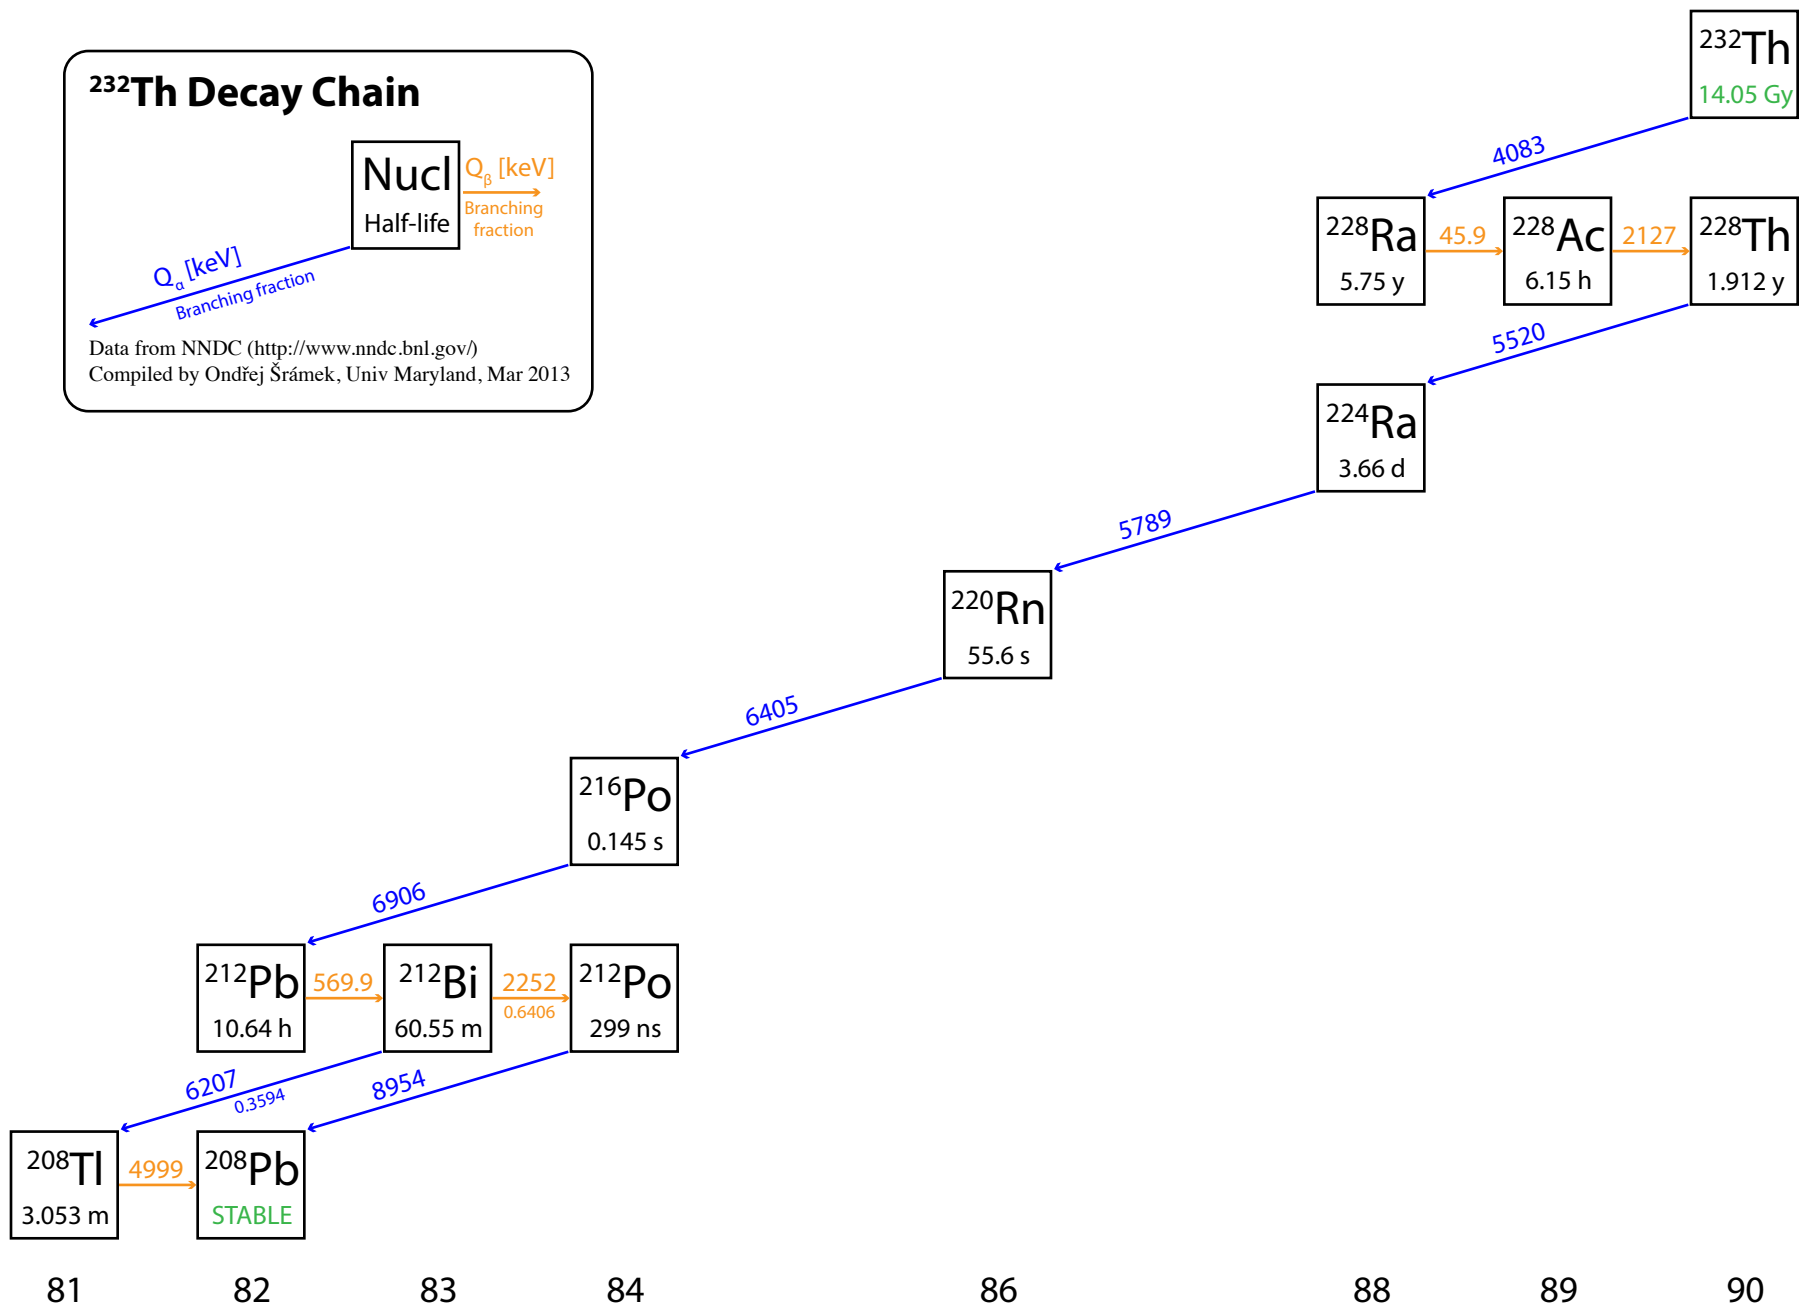 ²³²Th Decay Chain
Nucl
Half-life
Qβ [keV]
Branching
fraction
Qα [keV]
Branching fraction
Data from NNDC (http://www.nndc.bnl.gov/)
Compiled by Ondřej Šrámek, Univ Maryland, Mar 2013
²³²Th
14.05 Gy
4083
²²⁸Ra
5.75 y
45.9
²²⁸Ac
6.15 h
2127
²²⁸Th
1.912 y
5520
²²⁴Ra
3.66 d
5789
²²⁰Rn
55.6 s
6405
²¹⁶Po
0.145 s
6906
²¹²Pb
10.64 h
569.9
²¹²Bi
60.55 m
2252
0.6406
²¹²Po
299 ns
6207
0.3594
8954
²⁰⁸Tl
3.053 m
4999
²⁰⁸Pb
STABLE
81 82 83 84 86 88 89 90